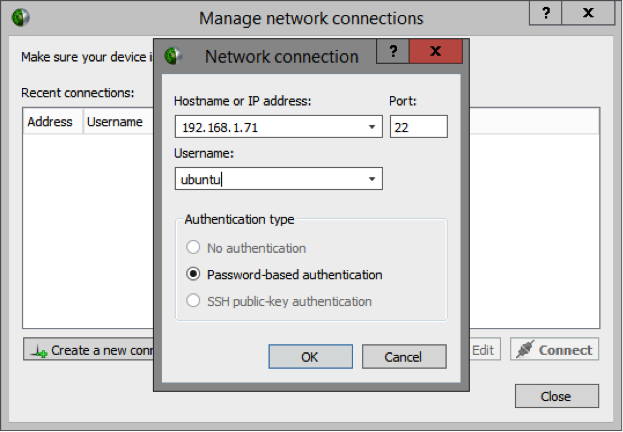 Manage network connections
?
X
Make sure your device i
Recent connections:
Address Username
Network connection
?
X
Hostname or IP address: Port:
192.168.1.71 22
Username:
ubuntu
Authentication type
No authentication
Password-based authentication
SSH public-key authentication
OK Cancel
Create a new conn
Edit
Connect
Close